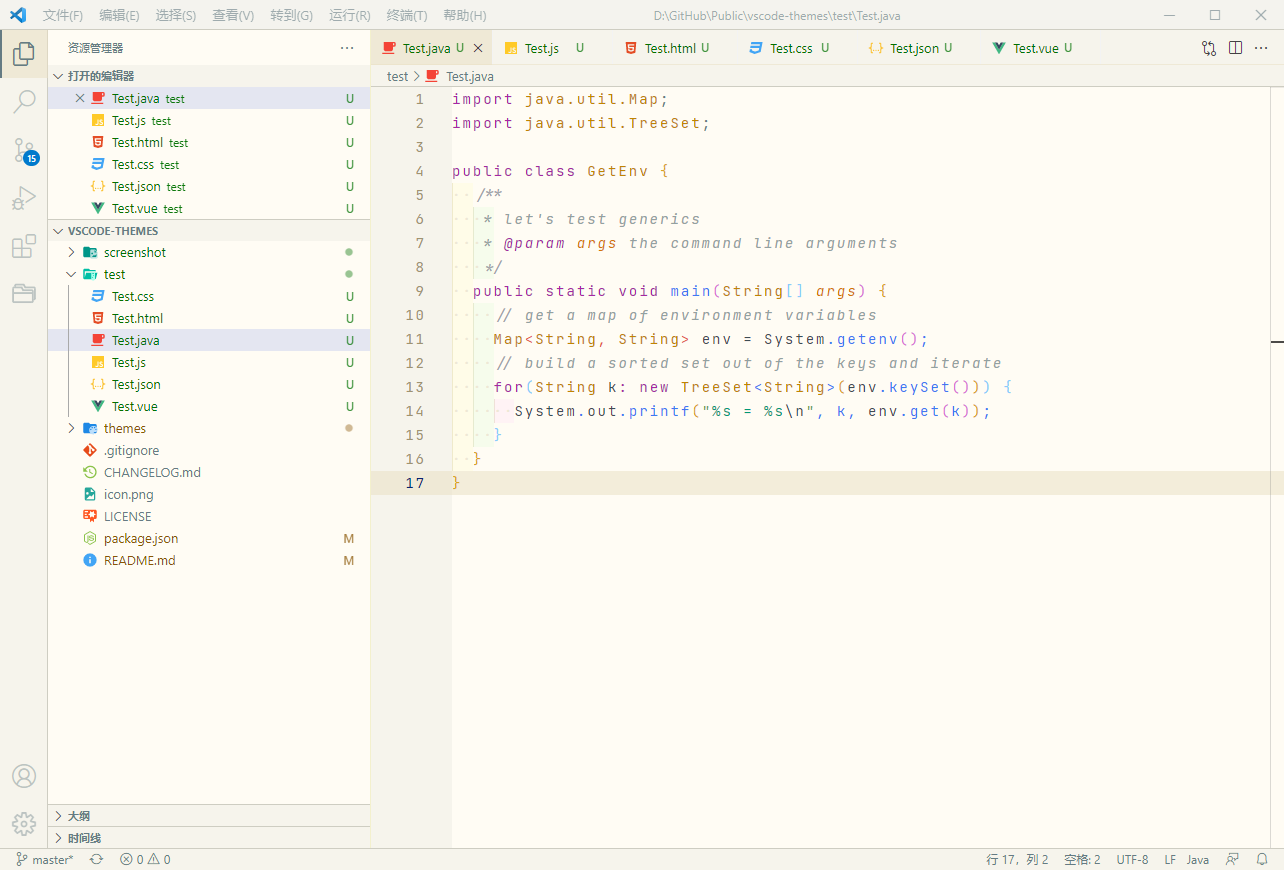 文件(F) 编辑(E) 选择(S) 查看(V) 转到(G) 运行(R) 终端(T) 帮助(H) D:\GitHub\Public\vscode-themes\test\Test.java
资源管理器
打开的编辑器
Test.java test U
Test.js test U
Test.html test U
Test.css test U
Test.json test U
Test.vue test U
VSCODE-THEMES
screenshot
test
Test.css U
Test.html U
Test.java U
Test.js U
Test.json U
Test.vue U
themes
.gitignore
CHANGELOG.md
icon.png
LICENSE
package.json M
README.md M
大纲
时间线
15
Test.java U Test.js U Test.html U Test.css U Test.json U Test.vue U
test > Test.java
1 import java.util.Map;
2 import java.util.TreeSet;
3
4 public class GetEnv {
5 /**
6 * let's test generics
7 * @param args the command line arguments
8 */
9 public static void main(String[] args) {
10 // get a map of environment variables
11 Map<String, String> env = System.getenv();
12 // build a sorted set out of the keys and iterate
13 for(String k: new TreeSet<String>(env.keySet())) {
14 System.out.printf("%s = %s\n", k, env.get(k));
15 }
16 }
17 }
master* 0 0 行 17，列 2 空格: 2 UTF-8 LF Java